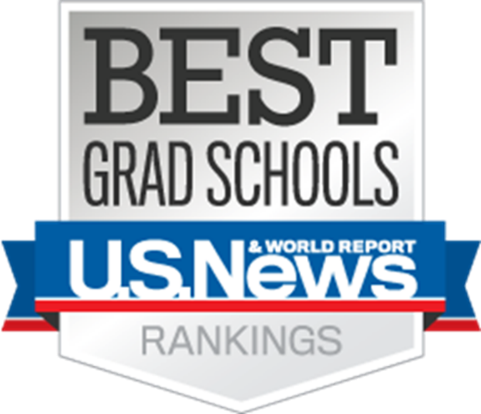 BEST
GRAD SCHOOLS
& WORLD REPORT
U.S.News
RANKINGS